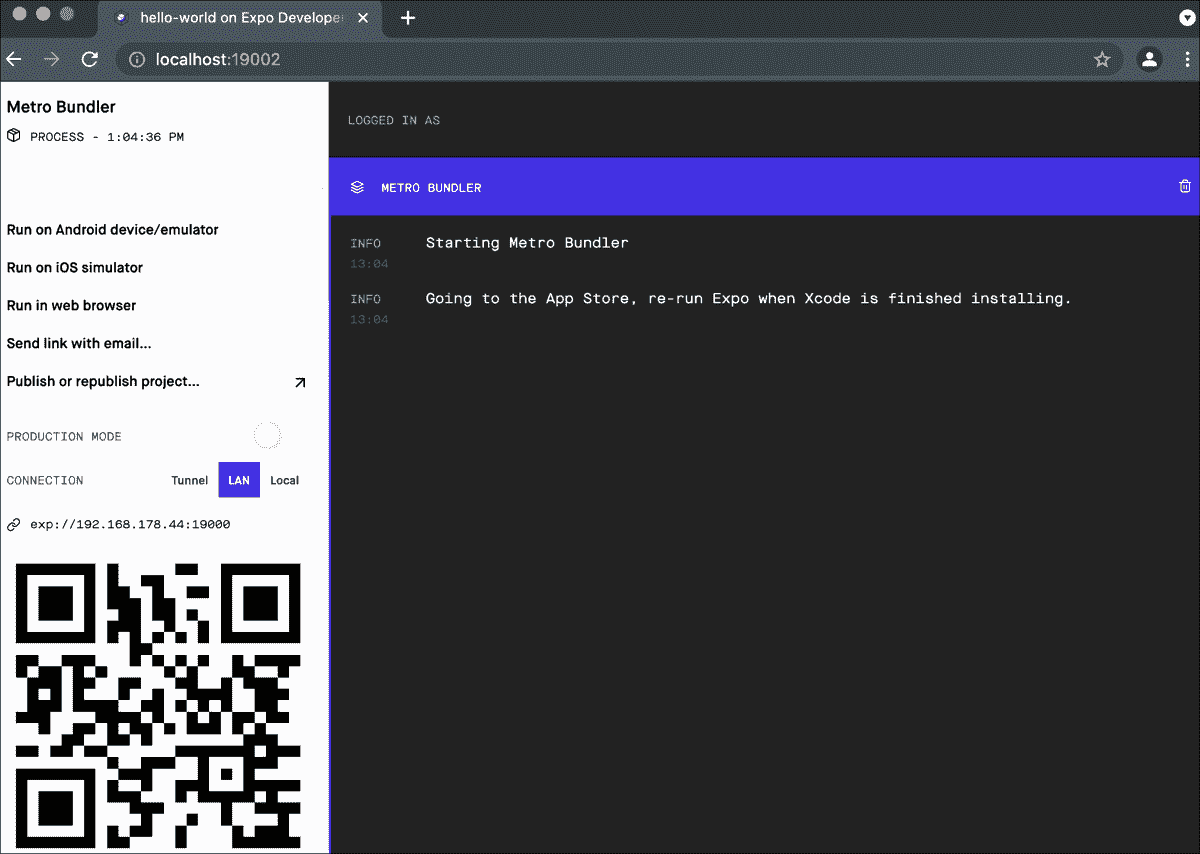 hello-world on Expo Develope
localhost:19002
Metro Bundler
PROCESS - 1:04:36 PM
Run on Android device/emulator
Run on iOS simulator
Run in web browser
Send link with email...
Publish or republish project...
PRODUCTION MODE
CONNECTION Tunnel LAN Local
exp://192.168.178.44:19000
LOGGED IN AS
METRO BUNDLER
INFO Starting Metro Bundler
13:04
INFO Going to the App Store, re-run Expo when Xcode is finished installing.
13:04